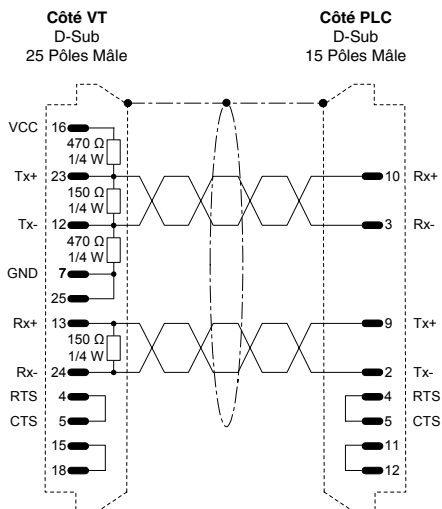 Côté VT
D-Sub
25 Pôles Mâle
Côté PLC
D-Sub
15 Pôles Mâle
VCC 16
470 Ω
1/4 W
Tx+ 23
150 Ω
1/4 W
Tx- 12
470 Ω
1/4 W
GND 7
25
Rx+ 13
150 Ω
1/4 W
Rx- 24
RTS 4
CTS 5
15
18
10 Rx+
3 Rx-
9 Tx+
2 Tx-
4 RTS
5 CTS
11
12